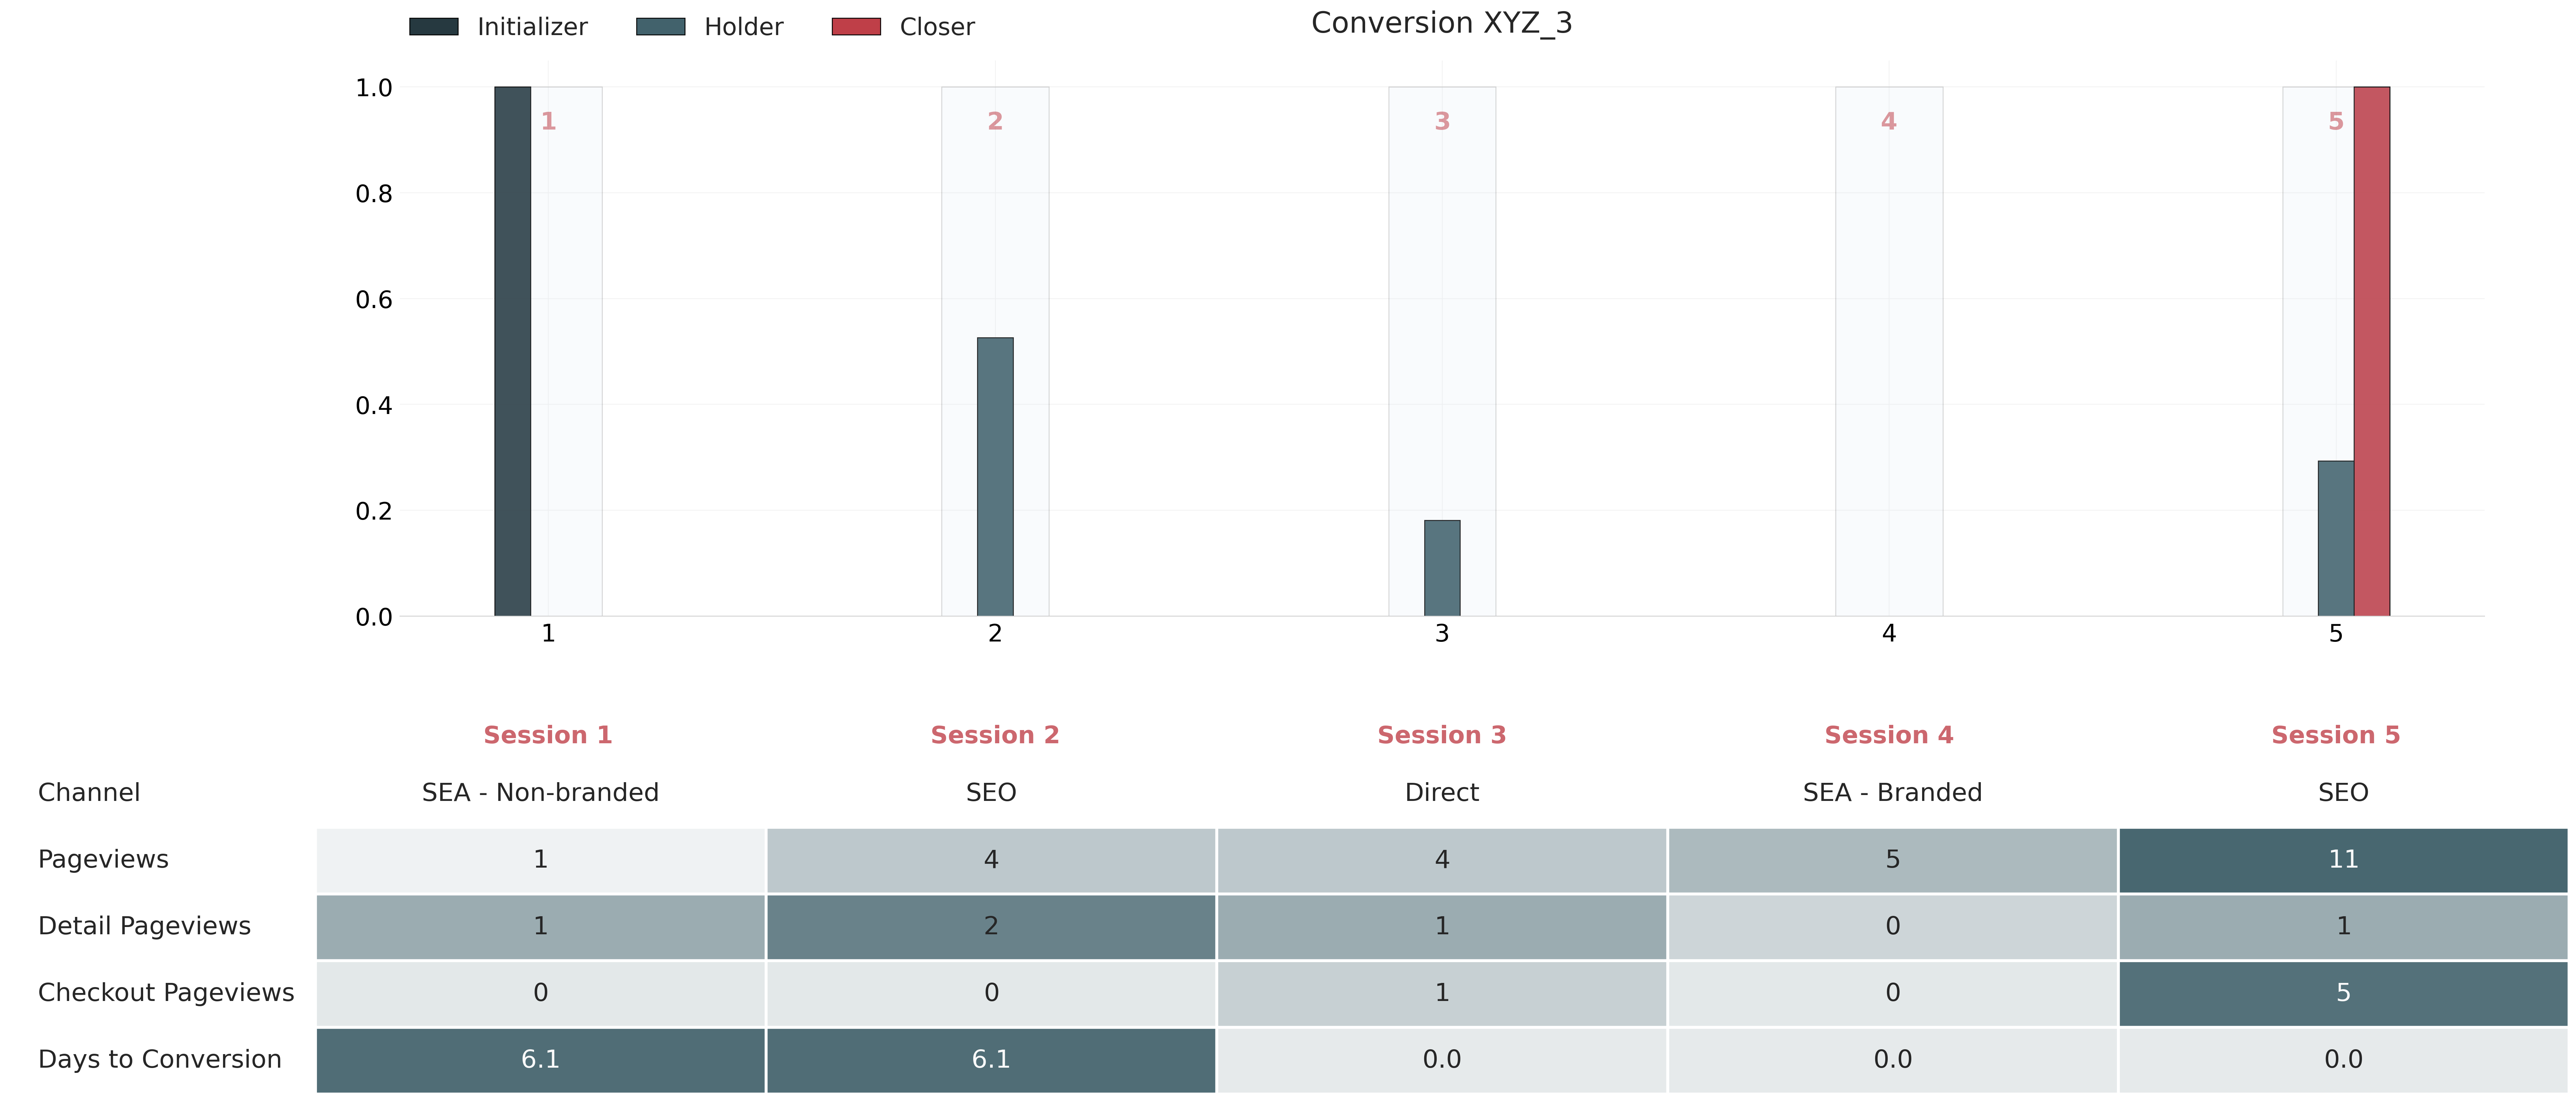 Initializer Holder Closer
Conversion XYZ_3
1.0
0.8
0.6
0.4
0.2
0.0
1 2 3 4 5
1 2 3 4 5
Session 1 Session 2 Session 3 Session 4 Session 5
Channel SEA - Non-branded SEO Direct SEA - Branded SEO
Pageviews 1 4 4 5 11
Detail Pageviews 1 2 1 0 1
Checkout Pageviews 0 0 1 0 5
Days to Conversion 6.1 6.1 0.0 0.0 0.0